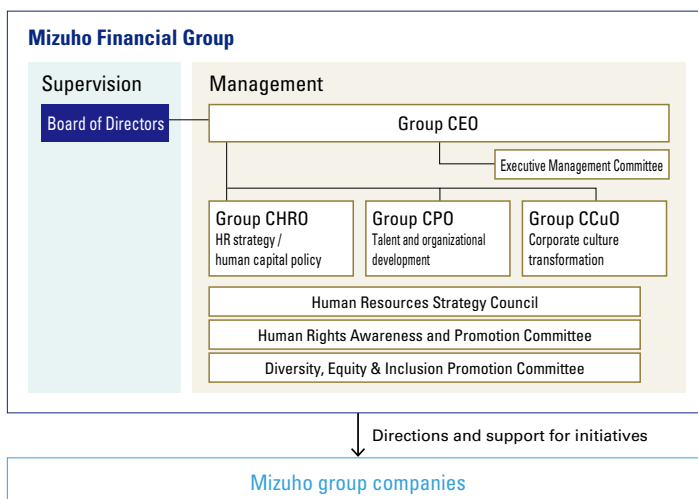 Mizuho Financial Group
Supervision
Management
Board of Directors
Group CEO
Executive Management Committee
Group CHRO
HR strategy /
human capital policy
Group CPO
Talent and organizational
development
Group CCuO
Corporate culture
transformation
Human Resources Strategy Council
Human Rights Awareness and Promotion Committee
Diversity, Equity & Inclusion Promotion Committee
Directions and support for initiatives
Mizuho group companies